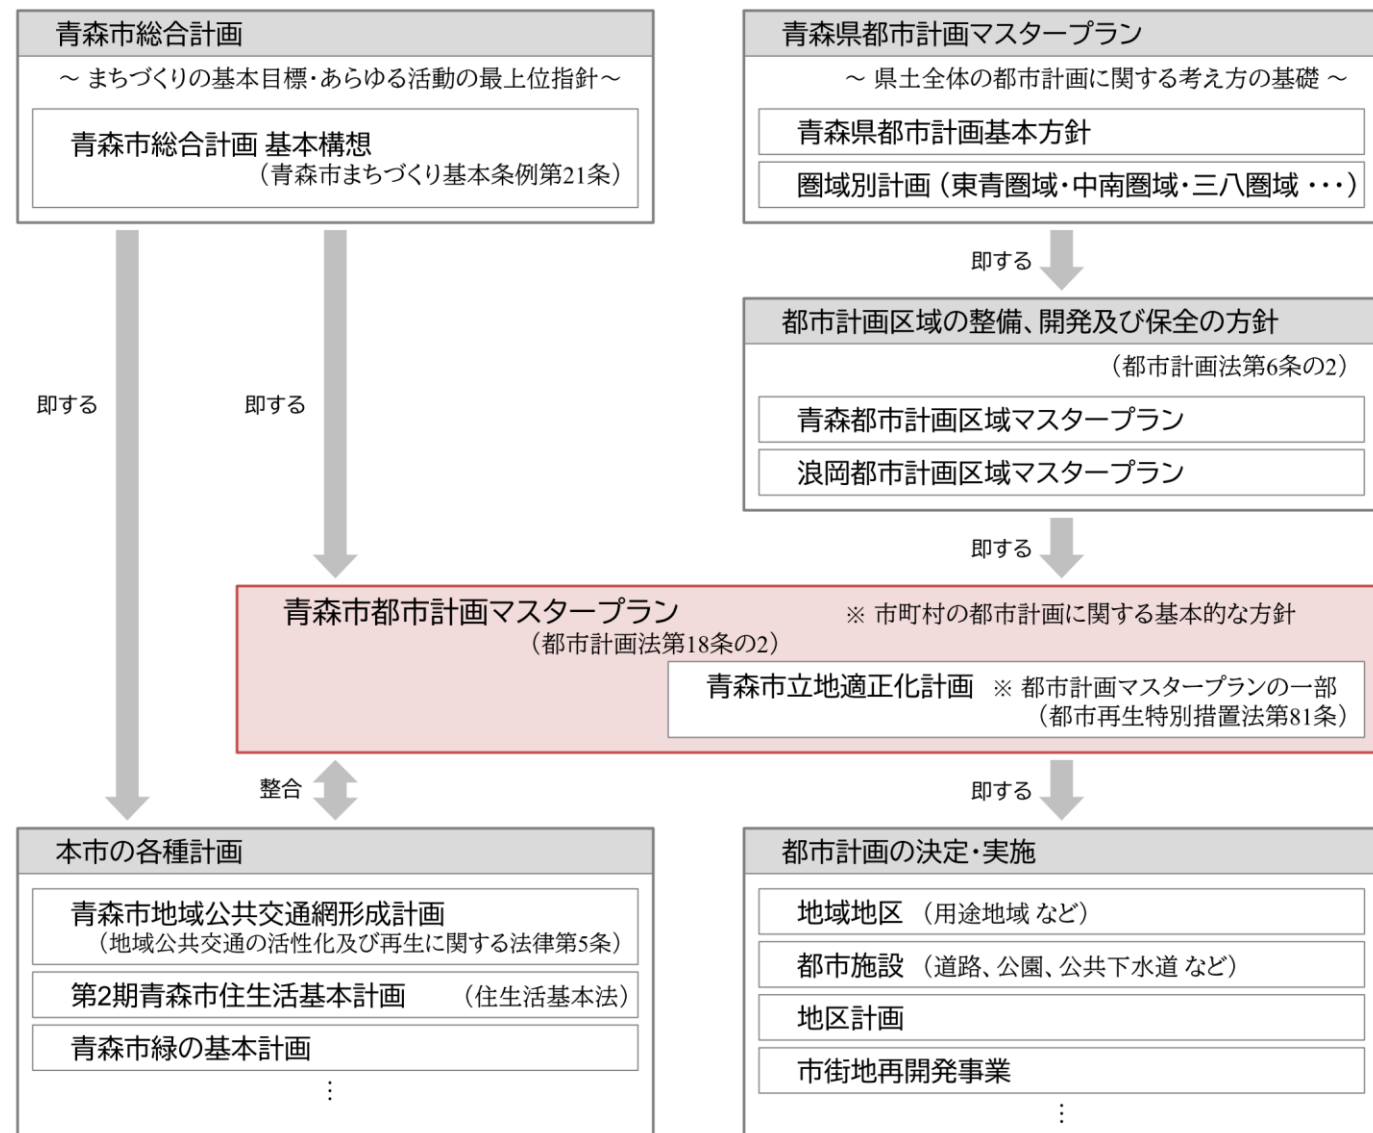 青森市総合計画
～ まちづくりの基本目標・あらゆる活動の最上位指針～
青森市総合計画 基本構想
（青森市まちづくり基本条例第21条）
青森県都市計画マスタープラン
～ 県土全体の都市計画に関する考え方の基礎 ～
青森県都市計画基本方針
圏域別計画（東青圏域・中南圏域・三八圏域 ・・・）
即する
都市計画区域の整備、開発及び保全の方針
（都市計画法第6条の2）
青森都市計画区域マスタープラン
浪岡都市計画区域マスタープラン
即する
即する
即する
青森市都市計画マスタープラン
※ 市町村の都市計画に関する基本的な方針
（都市計画法第18条の2）
青森市立地適正化計画 ※ 都市計画マスタープランの一部
（都市再生特別措置法第81条）
整合
即する
本市の各種計画
青森市地域公共交通網形成計画
（地域公共交通の活性化及び再生に関する法律第5条）
第2期青森市住生活基本計画 （住生活基本法）
青森市緑の基本計画
⋮
都市計画の決定・実施
地域地区 （用途地域 など）
都市施設 （道路、公園、公共下水道 など）
地区計画
市街地再開発事業
⋮